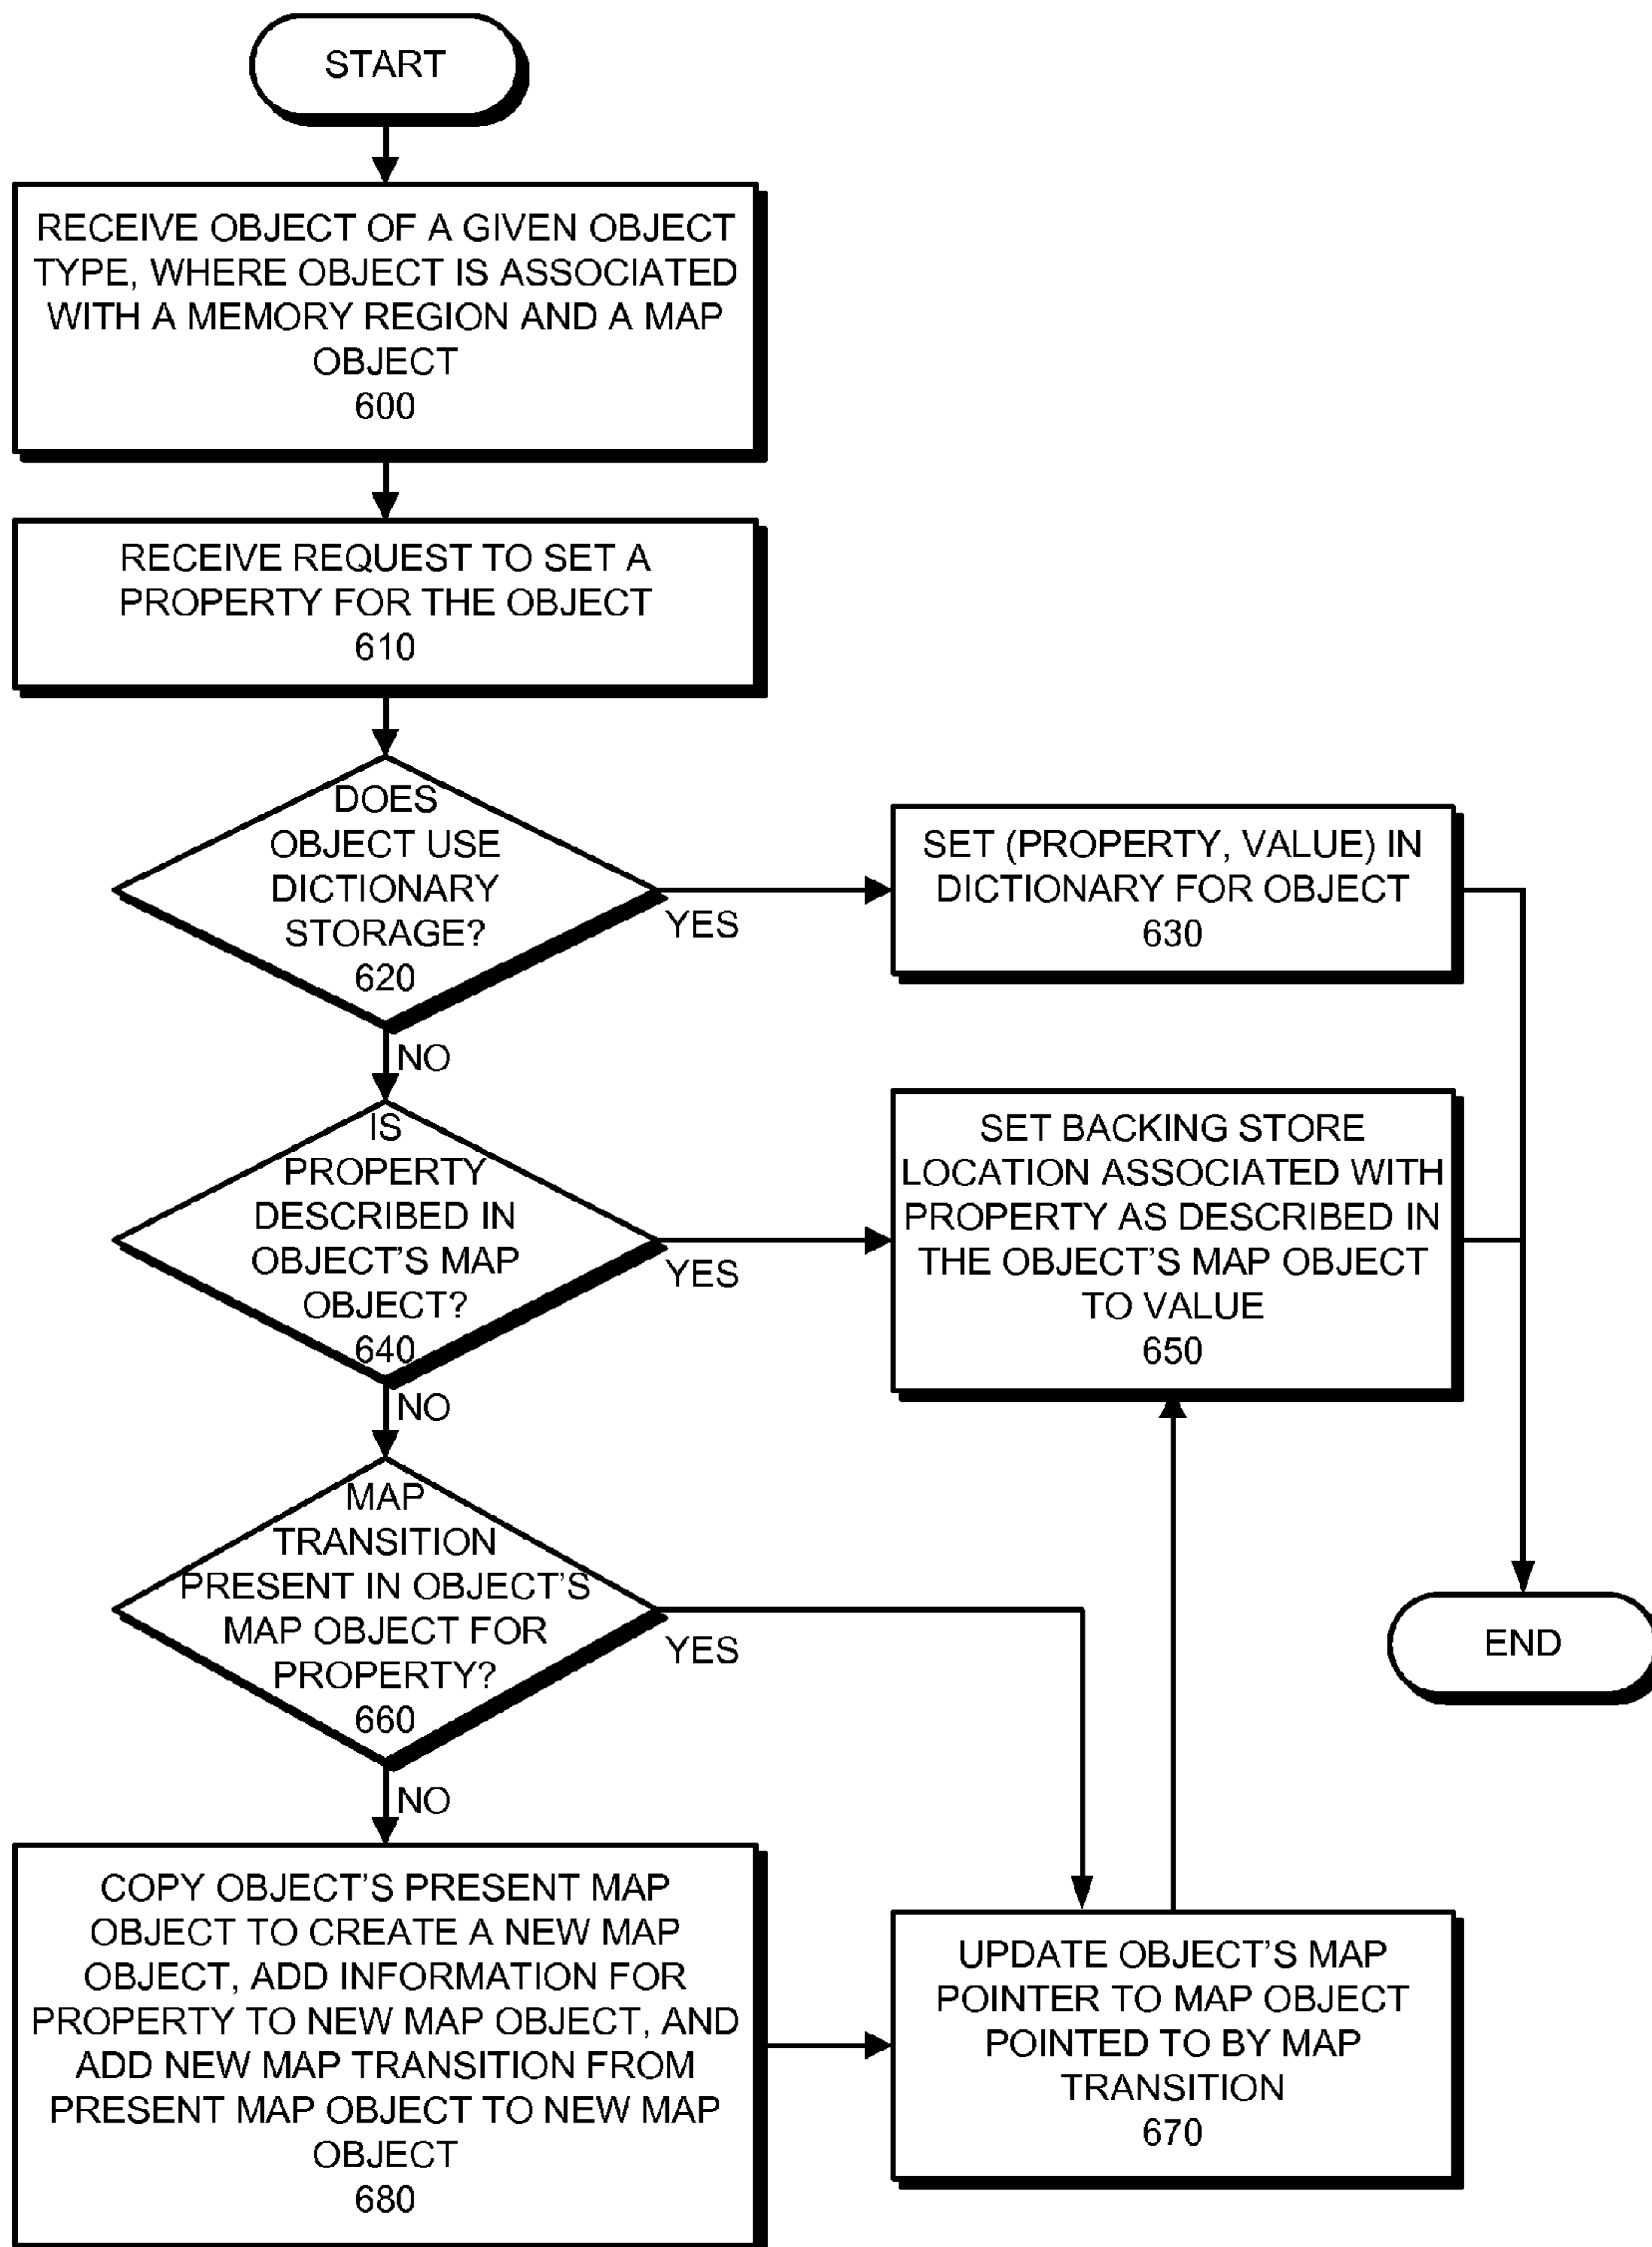 START
RECEIVE OBJECT OF A GIVEN OBJECT
TYPE, WHERE OBJECT IS ASSOCIATED
WITH A MEMORY REGION AND A MAP
OBJECT
600
RECEIVE REQUEST TO SET A
PROPERTY FOR THE OBJECT
610
DOES
OBJECT USE
DICTIONARY
STORAGE?
620
YES
SET (PROPERTY, VALUE) IN
DICTIONARY FOR OBJECT
630
NO
IS
PROPERTY
DESCRIBED IN
OBJECT'S MAP
OBJECT?
640
YES
SET BACKING STORE
LOCATION ASSOCIATED WITH
PROPERTY AS DESCRIBED IN
THE OBJECT'S MAP OBJECT
TO VALUE
650
NO
MAP
TRANSITION
PRESENT IN OBJECT'S
MAP OBJECT FOR
PROPERTY?
660
YES
END
NO
COPY OBJECT'S PRESENT MAP
OBJECT TO CREATE A NEW MAP
OBJECT, ADD INFORMATION FOR
PROPERTY TO NEW MAP OBJECT, AND
ADD NEW MAP TRANSITION FROM
PRESENT MAP OBJECT TO NEW MAP
OBJECT
680
UPDATE OBJECT'S MAP
POINTER TO MAP OBJECT
POINTED TO BY MAP
TRANSITION
670